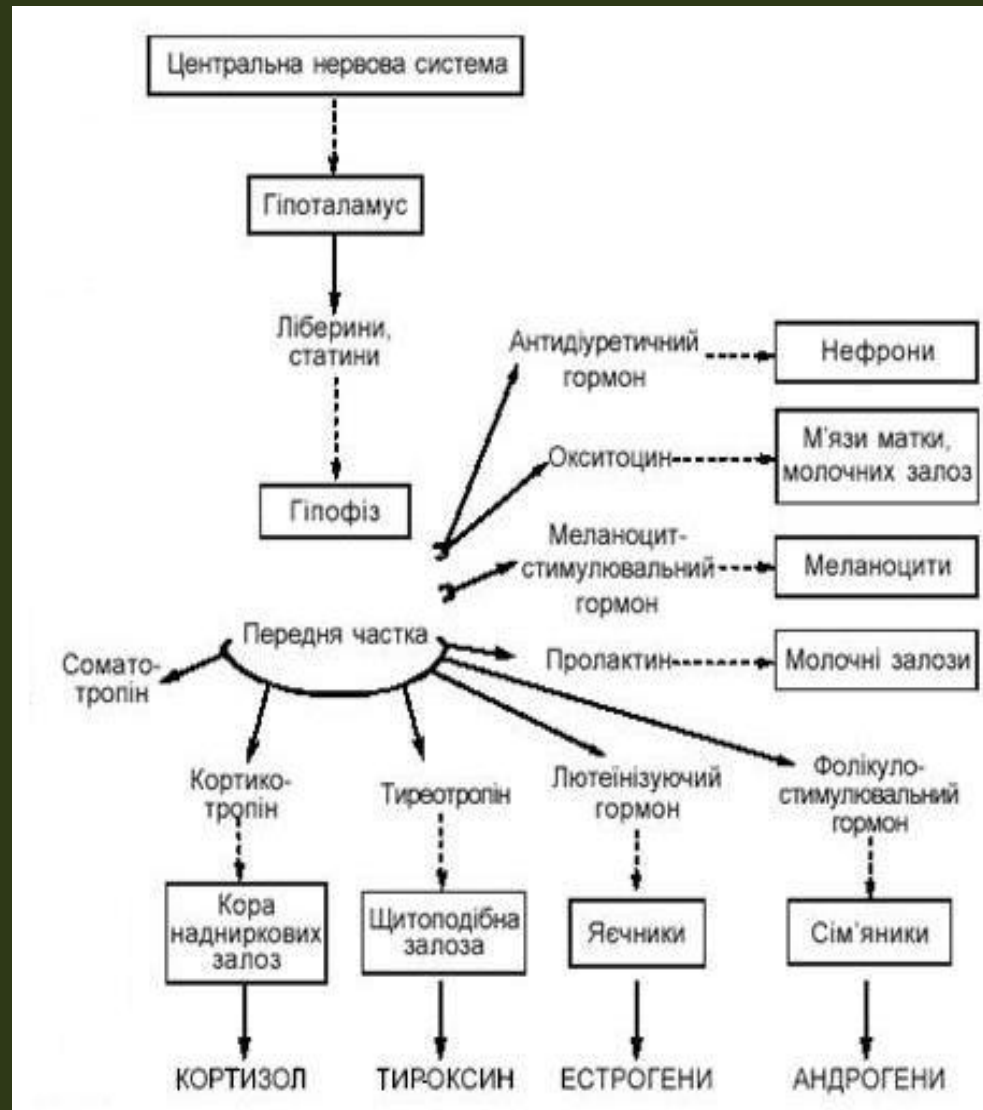 Центральна нервова система
Гіпоталамус
Ліберини,
статини
Гіпофіз
Антидіуретичний
гормон
Нефрони
Окситоцин
М'язи матки,
молочних залоз
Меланоцит-
стимулювальний
гормон
Меланоцити
Передня частка
Пролактин
Молочні залози
Сомато-
тропін
Кортико-
тропін
Тиреотропін
Лютеїнізуючий
гормон
Фолікуло-
стимулювальний
гормон
Кора
надниркових
залоз
Щитоподібна
залоза
Яєчники
Сім'яники
КОРТИЗОЛ
ТИР-ОКСИН
ЕСТРОГЕНИ
АНДРОГЕНИ